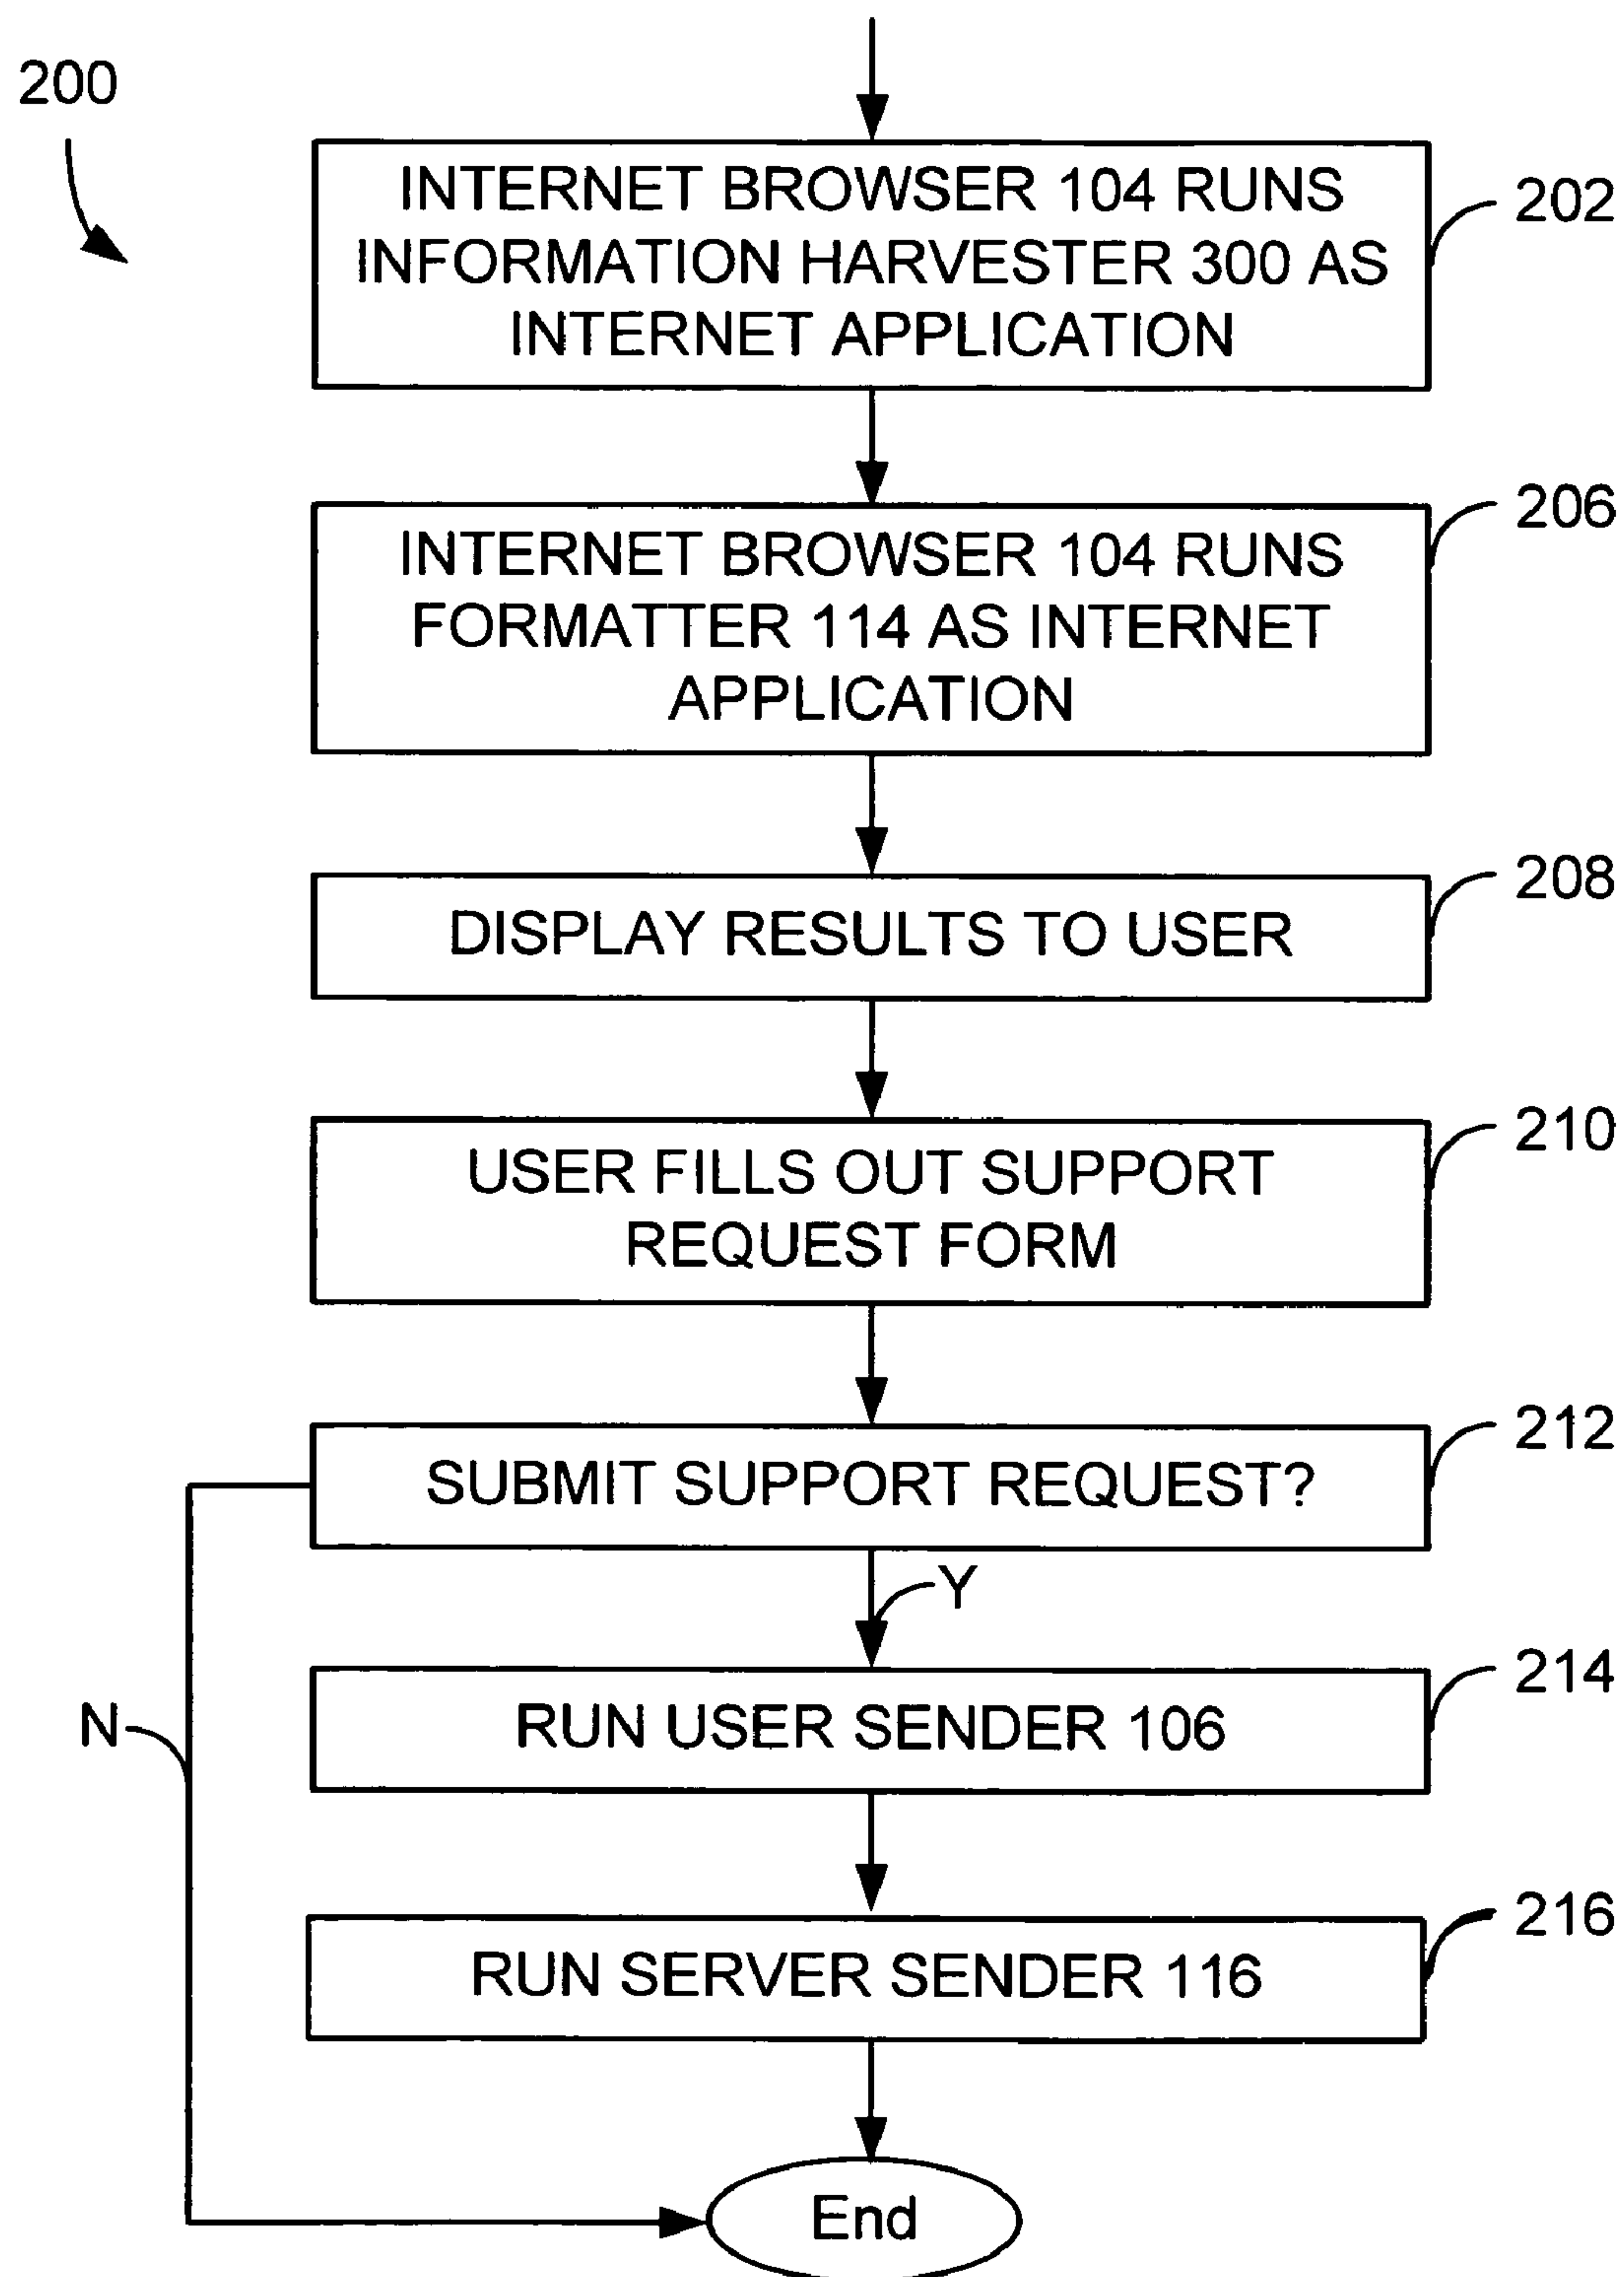 200
INTERNET BROWSER 104 RUNS
INFORMATION HARVESTER 300 AS
INTERNET APPLICATION
202
INTERNET BROWSER 104 RUNS
FORMATTER 114 AS INTERNET
APPLICATION
206
DISPLAY RESULTS TO USER
208
USER FILLS OUT SUPPORT
REQUEST FORM
210
SUBMIT SUPPORT REQUEST?
212
Y
N
RUN USER SENDER 106
214
RUN SERVER SENDER 116
216
End